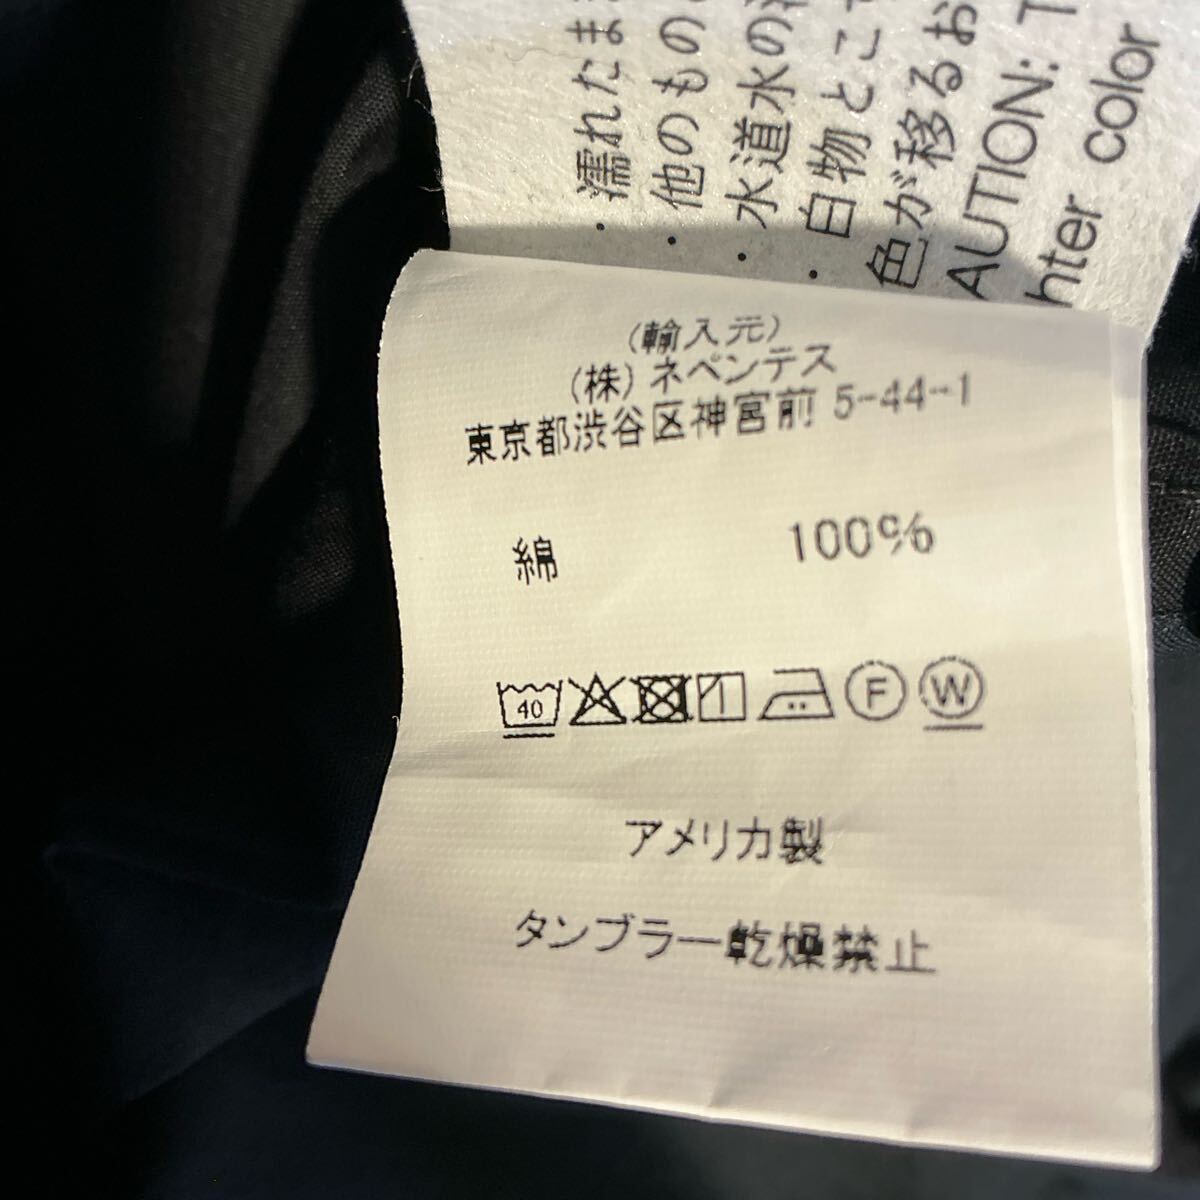 ・濡れたま
・他のもの
・水道水の
・白物とこ
色が移るお
AUTION: T
hter color
(輸入元)
(株) ネペンテス
東京都渋谷区神宮前 5-44-1
綿 100%
40 F W
アメリカ製
タンブラー乾燥禁止